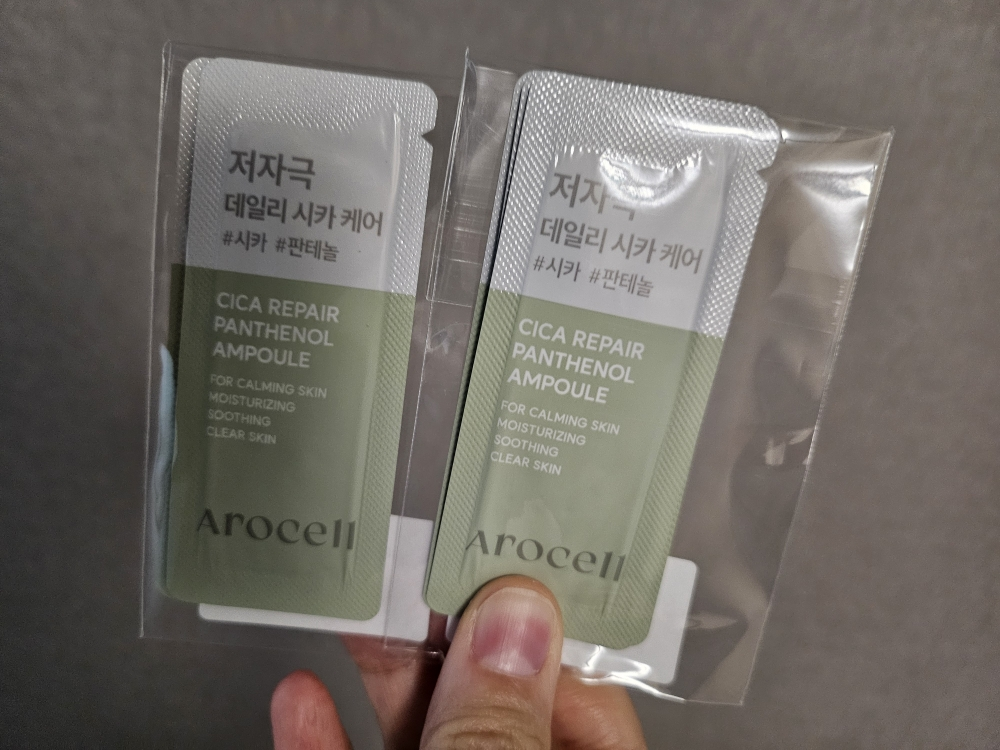 저자극
데일리 시카 케어
#시카 #판테놀
CICA REPAIR
PANTHENOL
AMPOULE
FOR CALMING SKIN
MOISTURIZING
SOOTHING
CLEAR SKIN
Arocell
저자극
데일리 시카 케어
#시카 #판테놀
CICA REPAIR
PANTHENOL
AMPOULE
FOR CALMING SKIN
MOISTURIZING
SOOTHING
CLEAR SKIN
Arocell